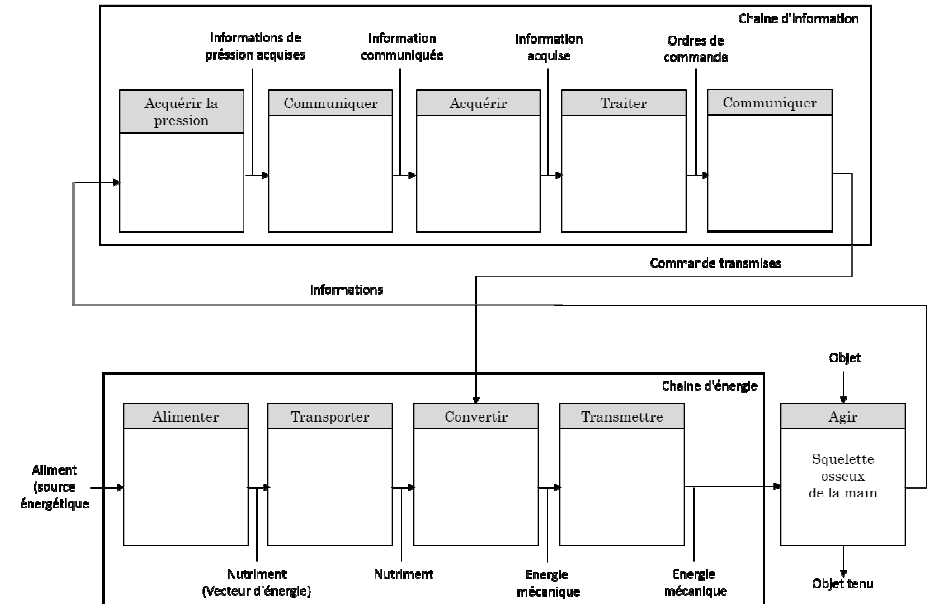 Chaine d'information
Informations de
préssion acquises
Information
communiquée
Information
acquise
Ordres de
commande
Acquérir la
pression
Communiquer
Acquérir
Traiter
Communiquer
Commande transmises
Informations
Objet
Chaine d'énergie
Alimenter
Transporter
Convertir
Transmettre
Agir
Squelette
osseux
de la main
Aliment
(source
énergétique
Nutriment
(Vecteur d'énergie)
Nutriment
Energie
mécanique
Energie
mécanique
Objet tenu